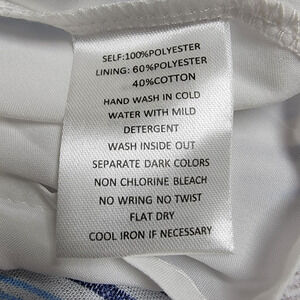 SELF:100%POLYESTER
LINING: 60%POLYESTER
40%COTTON
HAND WASH IN COLD
WATER WITH MILD
DETERGENT
WASH INSIDE OUT
SEPARATE DARK COLORS
NON CHLORINE BLEACH
NO WRING NO TWIST
FLAT DRY
COOL IRON IF NECESSARY